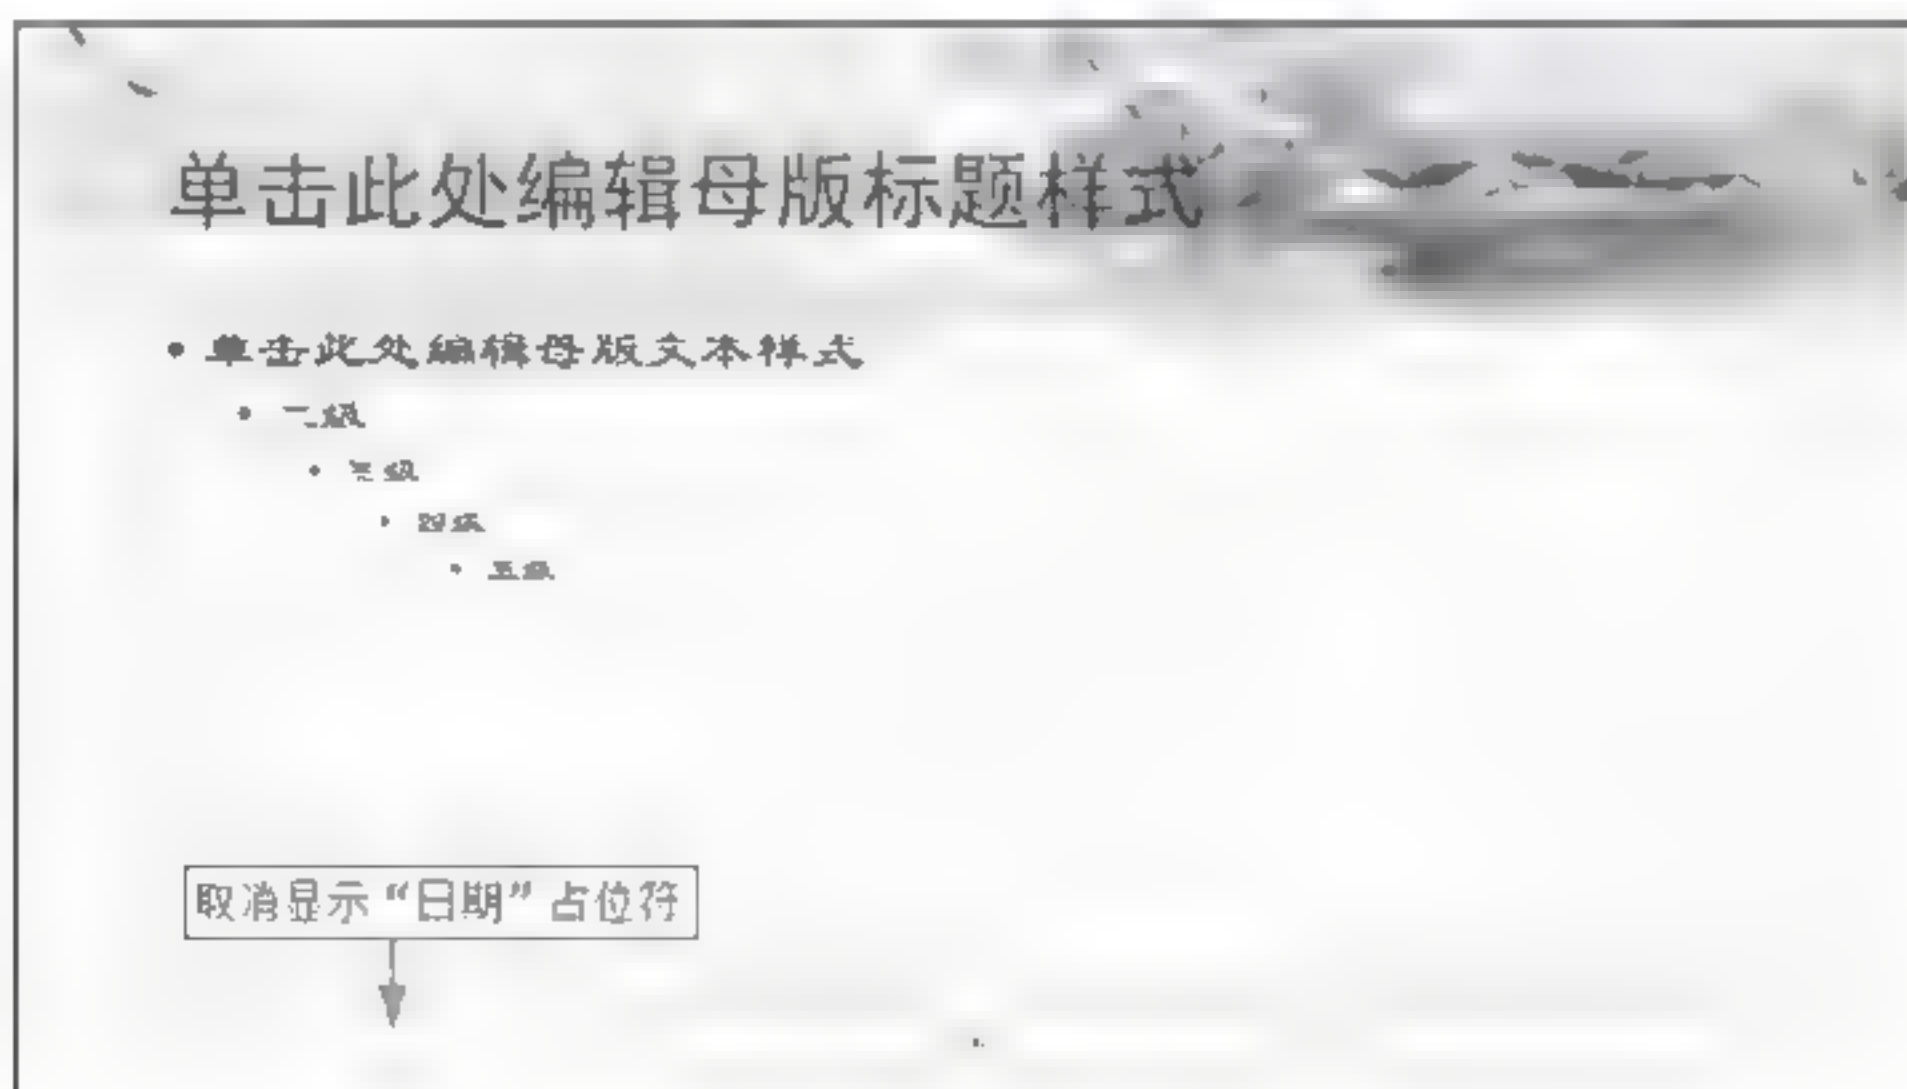 单击此处编辑母版标题样式
• 单击此处编辑母版文本样式
• 二级
• 三级
• 四级
• 五级
取消显示“日期”占位符